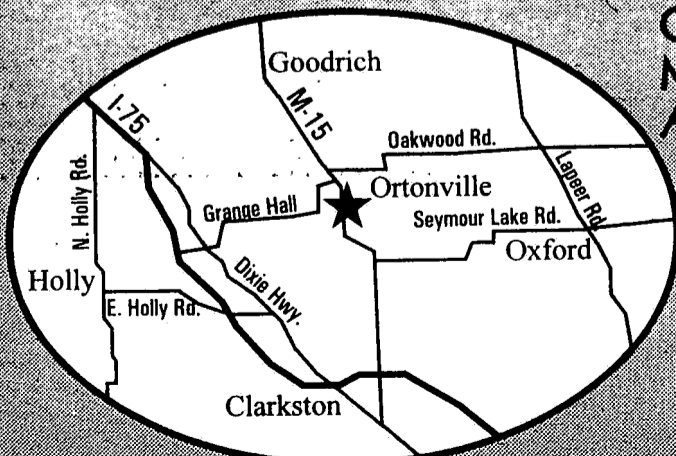 Goodrich
I-75
M-15
Oakwood Rd.
N. Holly Rd.
Lapeer Rd.
Ortonville
Grange Hall
Seymour Lake Rd.
Oxford
Holly
Dixie Hwy.
E. Holly Rd.
Clarkston